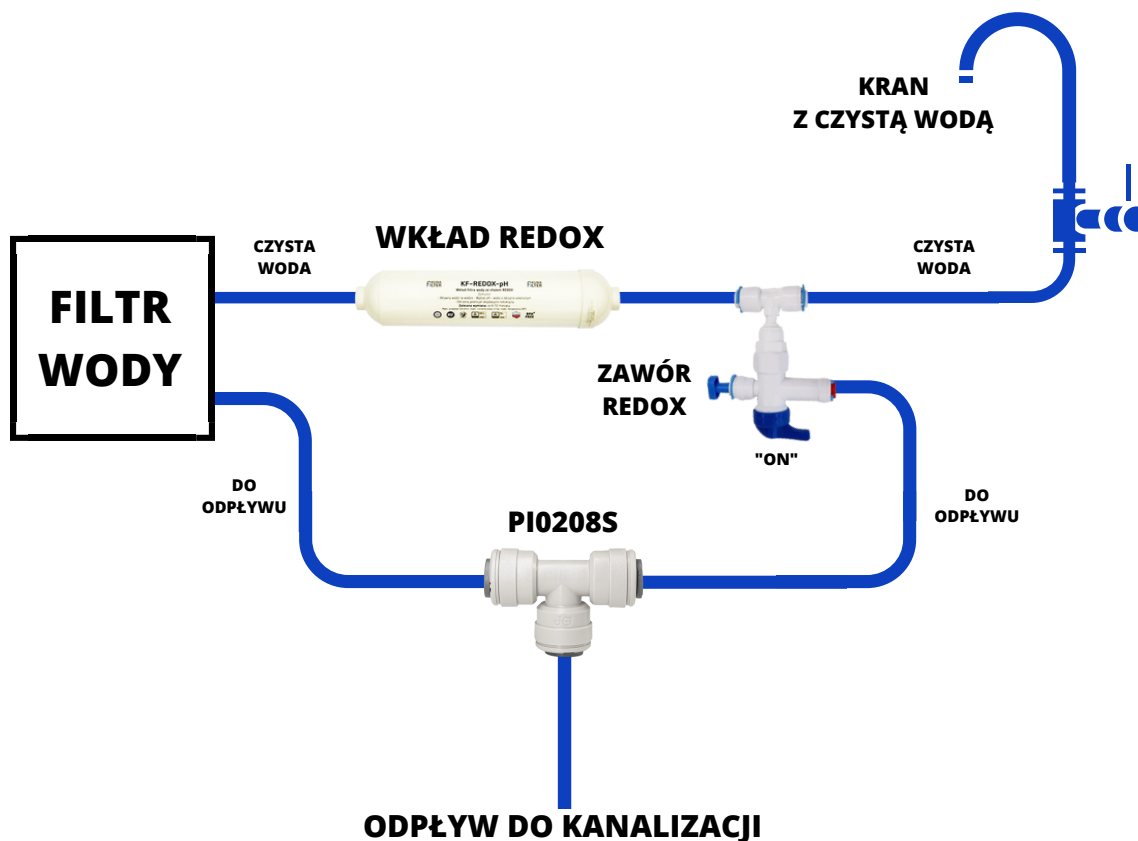 KRAN
Z CZYSTĄ WODĄ
WKŁAD REDOX
CZYSTA
WODA
CZYSTA
WODA
FILTR
WODY
KF-REDOX-pH
ZAWÓR
REDOX
"ON"
DO
ODPŁYWU
DO
ODPŁYWU
PI0208S
ODPŁYW DO KANALIZACJI